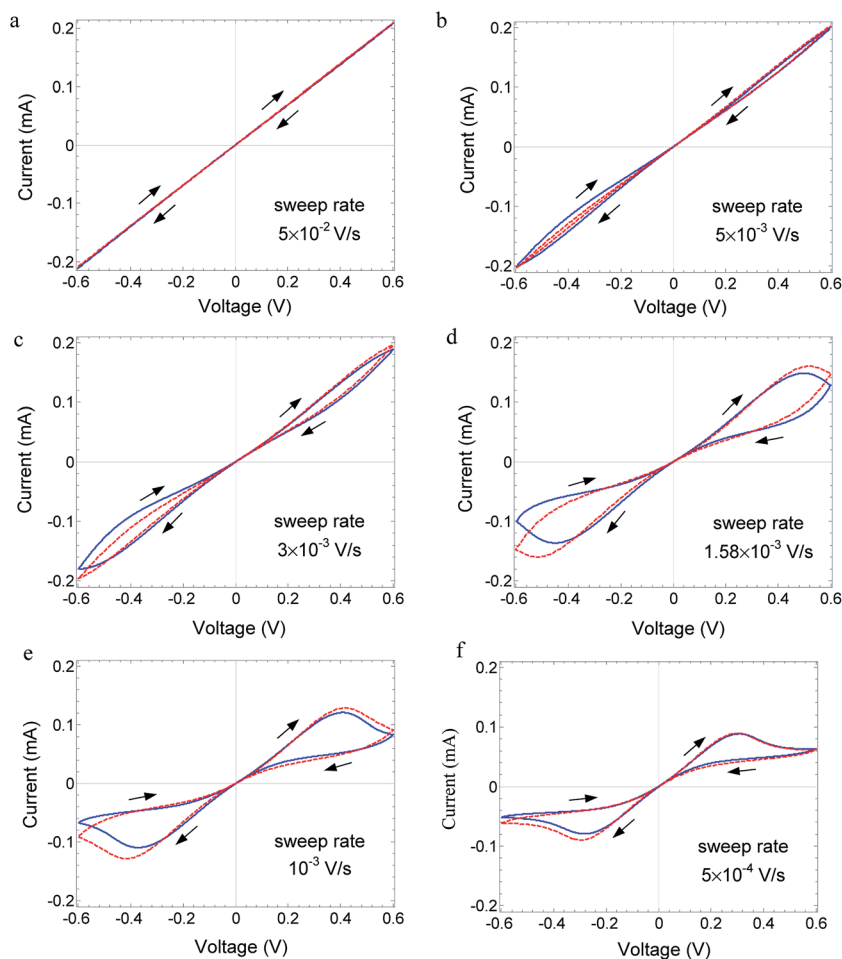 a
0.2
0.1
0
-0.1
-0.2
Current (mA)
-0.6 -0.4 -0.2 0 0.2 0.4 0.6
Voltage (V)
sweep rate
5×10⁻² V/s
b
0.2
0.1
0
-0.1
-0.2
Current (mA)
-0.6 -0.4 -0.2 0 0.2 0.4 0.6
Voltage (V)
sweep rate
5×10⁻³ V/s
c
0.2
0.1
0
-0.1
-0.2
Current (mA)
-0.6 -0.4 -0.2 0 0.2 0.4 0.6
Voltage (V)
sweep rate
3×10⁻³ V/s
d
0.2
0.1
0
-0.1
-0.2
Current (mA)
-0.6 -0.4 -0.2 0 0.2 0.4 0.6
Voltage (V)
sweep rate
1.58×10⁻³ V/s
e
0.2
0.1
0
-0.1
-0.2
Current (mA)
-0.6 -0.4 -0.2 0 0.2 0.4 0.6
Voltage (V)
sweep rate
10⁻³ V/s
f
0.2
0.1
0
-0.1
-0.2
Current (mA)
-0.6 -0.4 -0.2 0 0.2 0.4 0.6
Voltage (V)
sweep rate
5×10⁻⁴ V/s